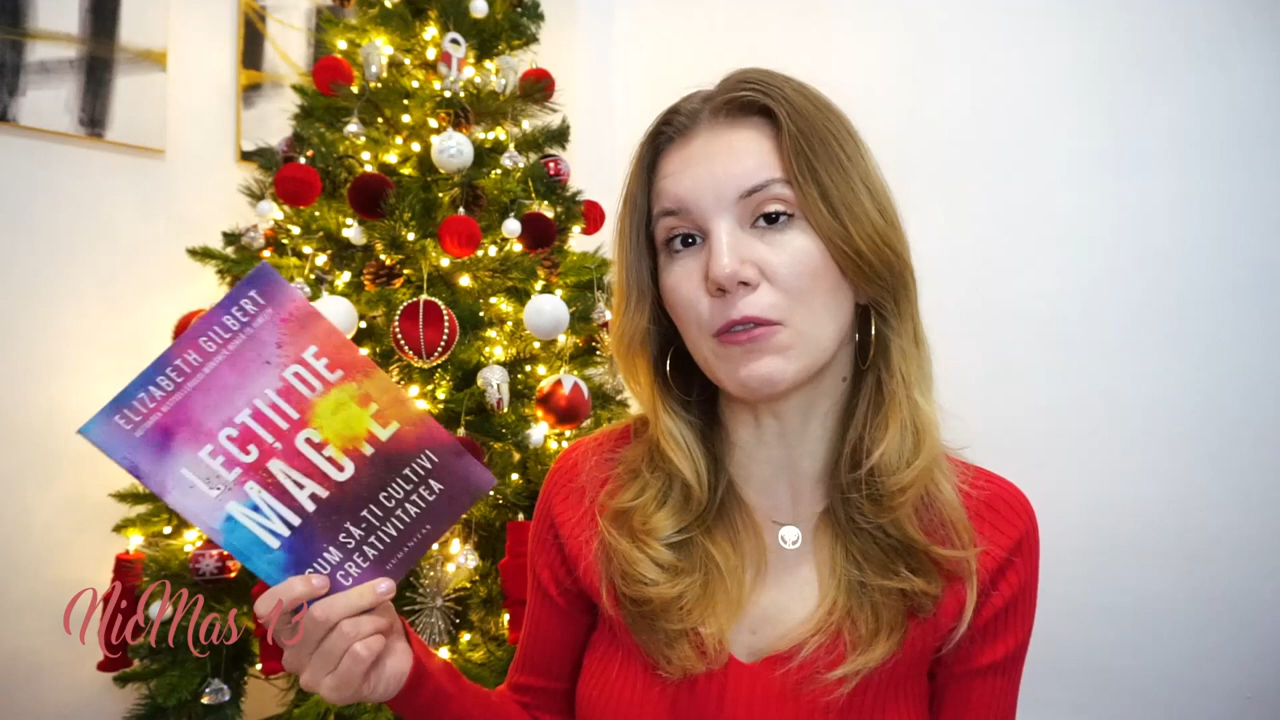 ELIZABETH GILBERT
LECȚII DE
MAGIE
CUM SĂ-ȚI CULTIVI
CREATIVITATEA
HUMANITAS
NicMas 13